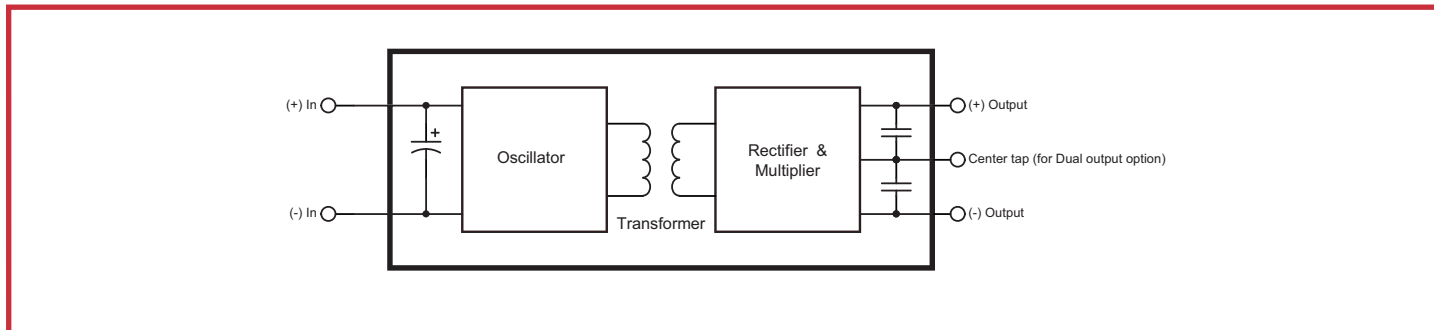 (+) In
(-) In
+
Oscillator
Transformer
Rectifier &
Multiplier
(+) Output
Center tap (for Dual output option)
(-) Output